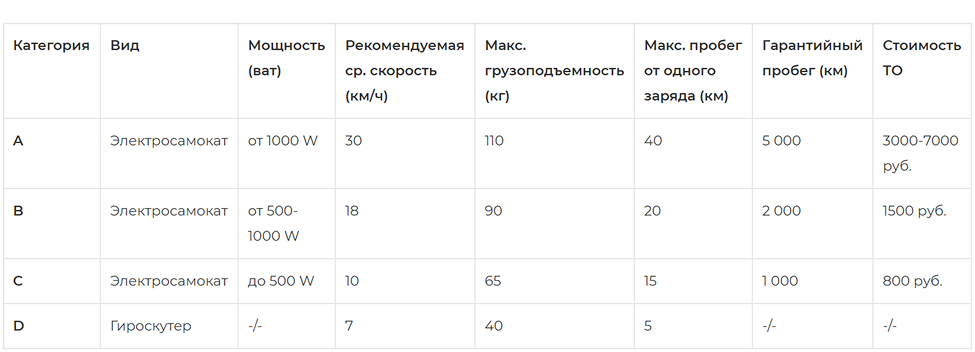 Категория Вид Мощность (ват) Рекомендуемая ср. скорость (км/ч) Макс. грузоподъемность (кг) Макс. пробег от одного заряда (км) Гарантийный пробег (км) Стоимость ТО
A Электросамокат от 1000 W 30 110 40 5 000 3000-7000 руб.
B Электросамокат от 500-1000 W 18 90 20 2 000 1500 руб.
C Электросамокат до 500 W 10 65 15 1 000 800 руб.
D Гироскутер -/- 7 40 5 -/- -/-